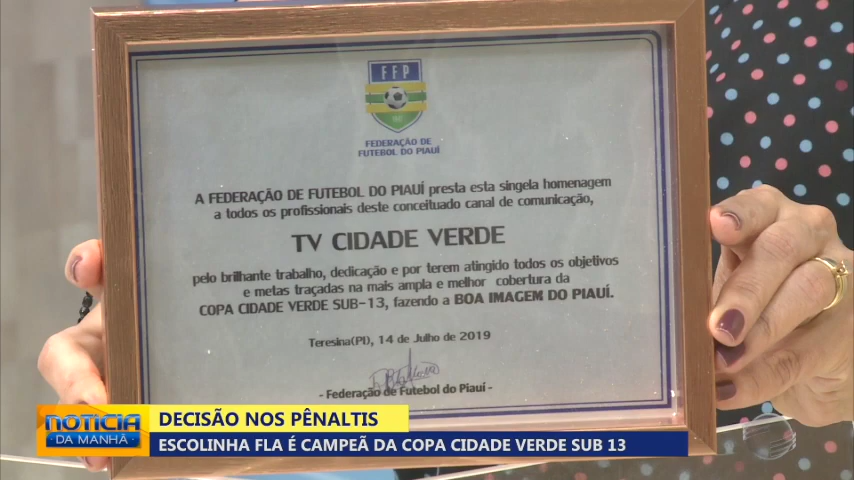 FFP
FEDERAÇÃO DE
FUTEBOL DO PIAUÍ
A FEDERAÇÃO DE FUTEBOL DO PIAUÍ presta esta singela homenagem
a todos os profissionais deste conceituado canal de comunicação,
TV CIDADE VERDE
pelo brilhante trabalho, dedicação e por terem atingido todos os objetivos
e metas traçadas na mais ampla e melhor cobertura da
COPA CIDADE VERDE SUB-13, fazendo a BOA IMAGEM DO PIAUÍ.
Teresina(PI), 14 de Julho de 2019
- Federação de Futebol do Piauí -
NOTÍCIA
DA MANHÃ
DECISÃO NOS PÊNALTIS
ESCOLINHA FLA É CAMPEÃ DA COPA CIDADE VERDE SUB 13